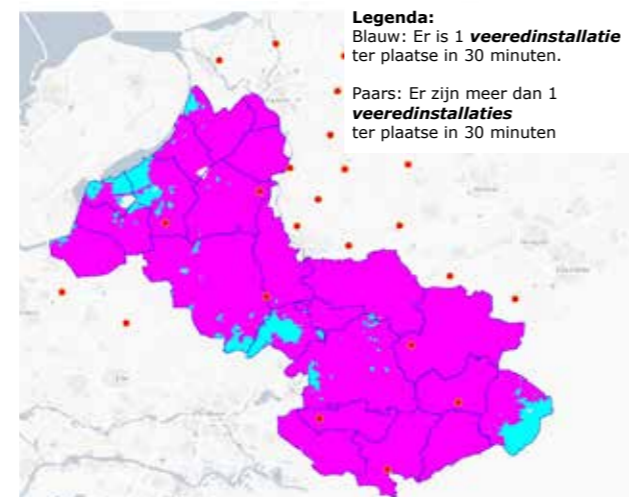 Legenda:
Blauw: Er is 1 veeredinstallatie
ter plaatse in 30 minuten.
Paars: Er zijn meer dan 1
veeredinstallaties
ter plaatse in 30 minuten